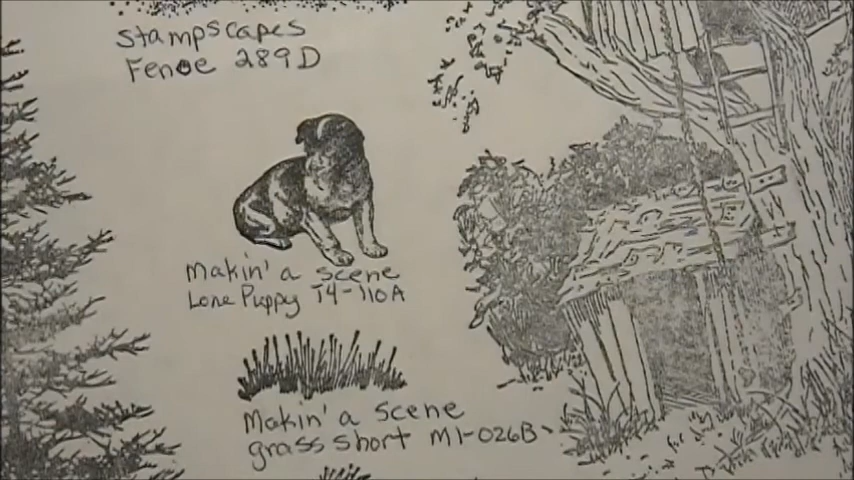 Stampscapes
Fence 289D
Makin' a scene
Lone Puppy T4-110A
Makin' a scene
grass short M1-026B